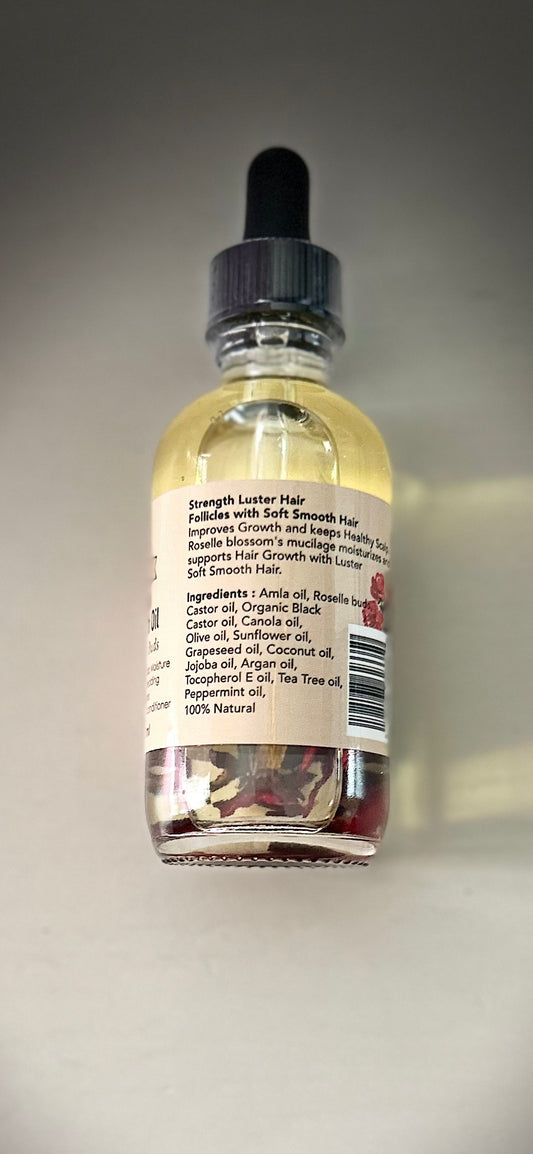 Strength Luster Hair
Follicles with Soft Smooth Hair
Improves Growth and keeps Healthy Scalp
Roselle blossom's mucilage moisturizes
supports Hair Growth with Luster
Soft Smooth Hair.
Ingredients : Amla oil, Roselle buds
Castor oil, Organic Black
Castor oil, Canola oil,
Olive oil, Sunflower oil,
Grapeseed oil, Coconut oil,
Jojoba oil, Argan oil,
Tocopherol E oil, Tea Tree oil,
Peppermint oil,
100% Natural
Oil